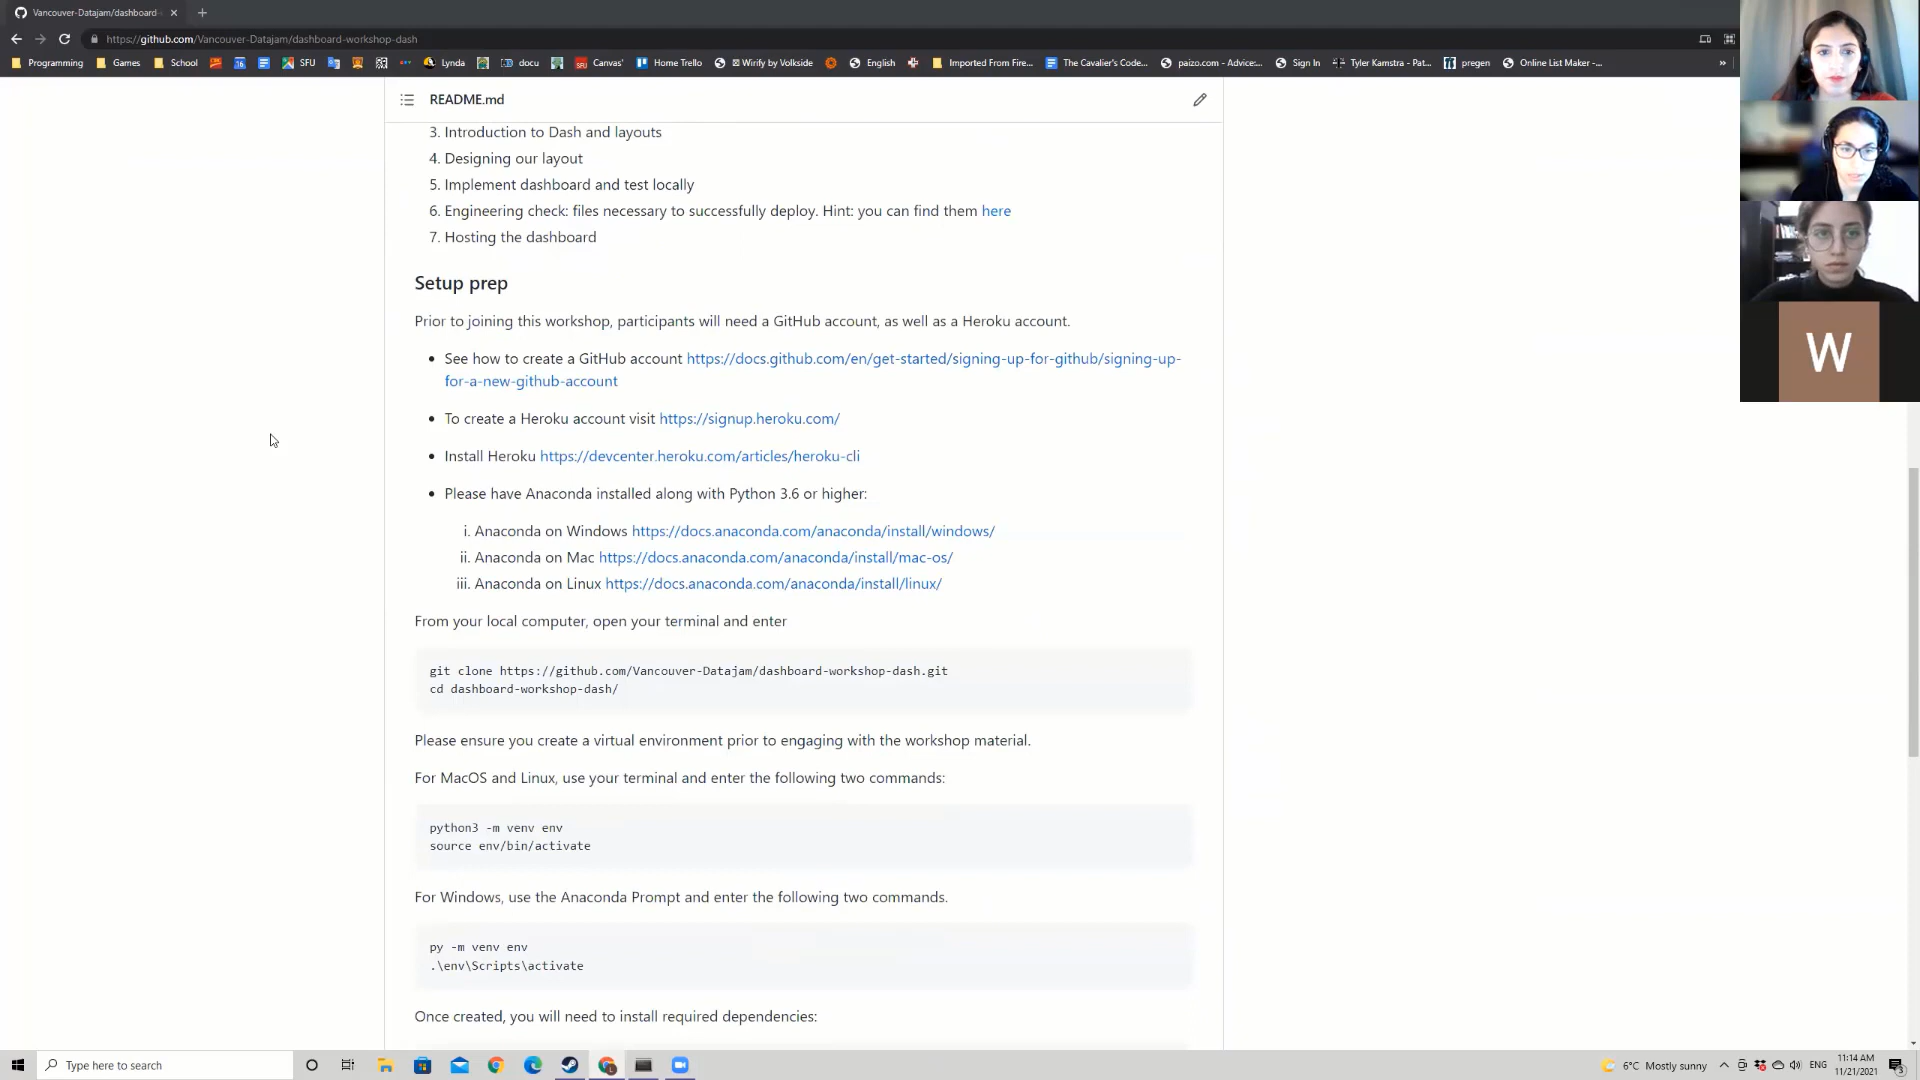 Vancouver-Datajam/dashboard-
https://github.com/Vancouver-Datajam/dashboard-workshop-dash
Programming Games School SFU Lynda docu Canvas' Home Trello Wirify by Volkside English Imported From Fire... The Cavalier's Code... paizo.com - Advice:... Sign In Tyler Kamstra - Pat... pregen Online List Maker -... »
README.md
3. Introduction to Dash and layouts
4. Designing our layout
5. Implement dashboard and test locally
6. Engineering check: files necessary to successfully deploy. Hint: you can find them here
7. Hosting the dashboard
Setup prep
Prior to joining this workshop, participants will need a GitHub account, as well as a Heroku account.
• See how to create a GitHub account https://docs.github.com/en/get-started/signing-up-for-github/signing-up-
for-a-new-github-account
• To create a Heroku account visit https://signup.heroku.com/
• Install Heroku https://devcenter.heroku.com/articles/heroku-cli
• Please have Anaconda installed along with Python 3.6 or higher:
i. Anaconda on Windows https://docs.anaconda.com/anaconda/install/windows/
ii. Anaconda on Mac https://docs.anaconda.com/anaconda/install/mac-os/
iii. Anaconda on Linux https://docs.anaconda.com/anaconda/install/linux/
From your local computer, open your terminal and enter
git clone https://github.com/Vancouver-Datajam/dashboard-workshop-dash.git
cd dashboard-workshop-dash/
Please ensure you create a virtual environment prior to engaging with the workshop material.
For MacOS and Linux, use your terminal and enter the following two commands:
python3 -m venv env
source env/bin/activate
For Windows, use the Anaconda Prompt and enter the following two commands.
py -m venv env
.\env\Scripts\activate
Once created, you will need to install required dependencies:
W
Type here to search
6°C Mostly sunny
ENG
11:14 AM
11/21/2021